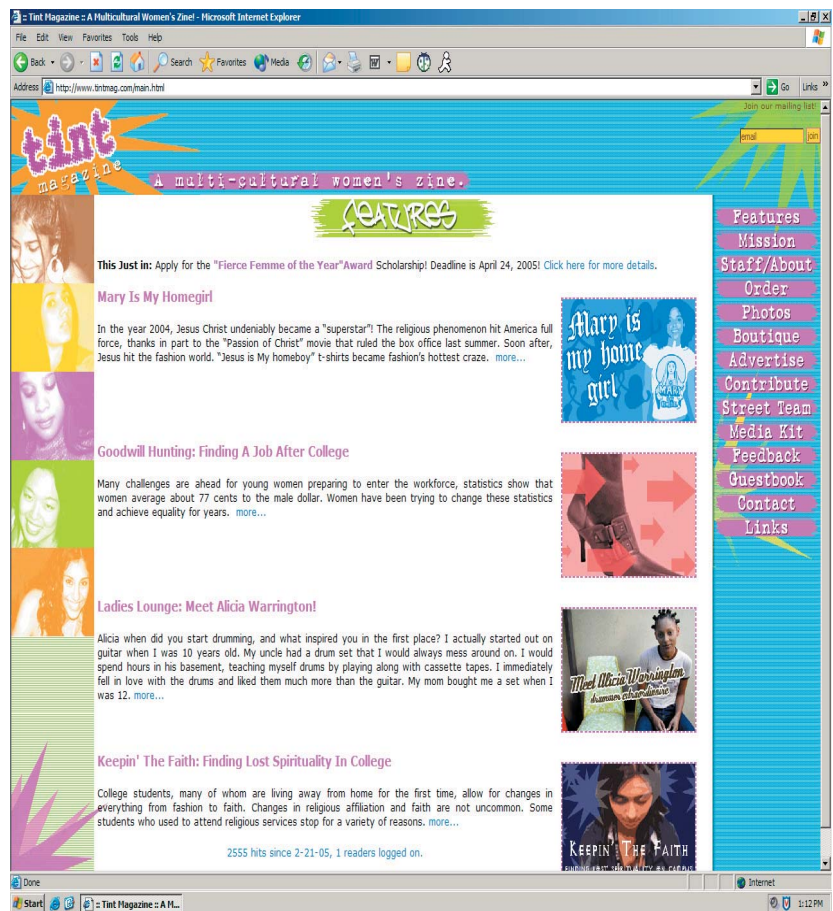 :: Tint Magazine :: A Multicultural Women's Zine! - Microsoft Internet Explorer
File Edit View Favorites Tools Help
Back Search Favorites Media
Address http://www.tintmag.com/main.html Go Links »
Join our mailing list!
email join
tint
magazine
A multi-cultural women's zine.
FEATURES
This Just in: Apply for the "Fierce Femme of the Year"Award Scholarship! Deadline is April 24, 2005! Click here for more details.
Mary Is My Homegirl
In the year 2004, Jesus Christ undeniably became a "superstar"! The religious phenomenon hit America full
force, thanks in part to the "Passion of Christ" movie that ruled the box office last summer. Soon after,
Jesus hit the fashion world. "Jesus is My homeboy" t-shirts became fashion's hottest craze. more...
Mary is
my home
girl
Goodwill Hunting: Finding A Job After College
Many challenges are ahead for young women preparing to enter the workforce, statistics show that
women average about 77 cents to the male dollar. Women have been trying to change these statistics
and achieve equality for years. more...
Ladies Lounge: Meet Alicia Warrington!
Alicia when did you start drumming, and what inspired you in the first place? I actually started out on
guitar when I was 10 years old. My uncle had a drum set that I would always mess around on. I would
spend hours in his basement, teaching myself drums by playing along with cassette tapes. I immediately
fell in love with the drums and liked them much more than the guitar. My mom bought me a set when I
was 12. more...
Meet Alicia Warrington
drummer extraordinaire
Keepin' The Faith: Finding Lost Spirituality In College
College students, many of whom are living away from home for the first time, allow for changes in
everything from fashion to faith. Changes in religious affiliation and faith are not uncommon. Some
students who used to attend religious services stop for a variety of reasons. more...
KEEPIN' THE FAITH
2555 hits since 2-21-05, 1 readers logged on.
Features
Mission
Staff/About
Order
Photos
Boutique
Advertise
Contribute
Street Team
Media Kit
Feedback
Guestbook
Contact
Links
Done Internet
Start :: Tint Magazine :: A M... 1:12 PM